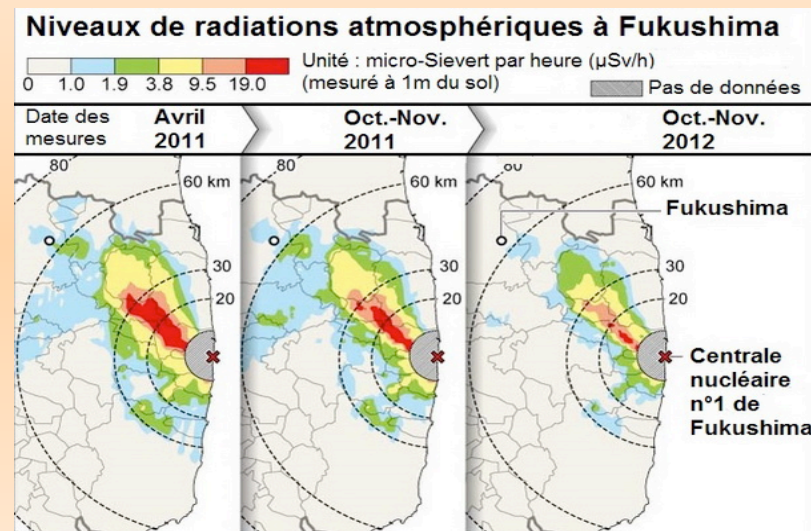 Niveaux de radiations atmosphériques à Fukushima
0 1.0 1.9 3.8 9.5 19.0
Unité : micro-Sievert par heure (µSv/h)
(mesuré à 1m du sol)
Pas de données
Date des
mesures
Avril
2011
Oct.-Nov.
2011
Oct.-Nov.
2012
80
60 km
30
20
80
60 km
30
20
60 km
30
20
Fukushima
Centrale
nucléaire
n°1 de
Fukushima